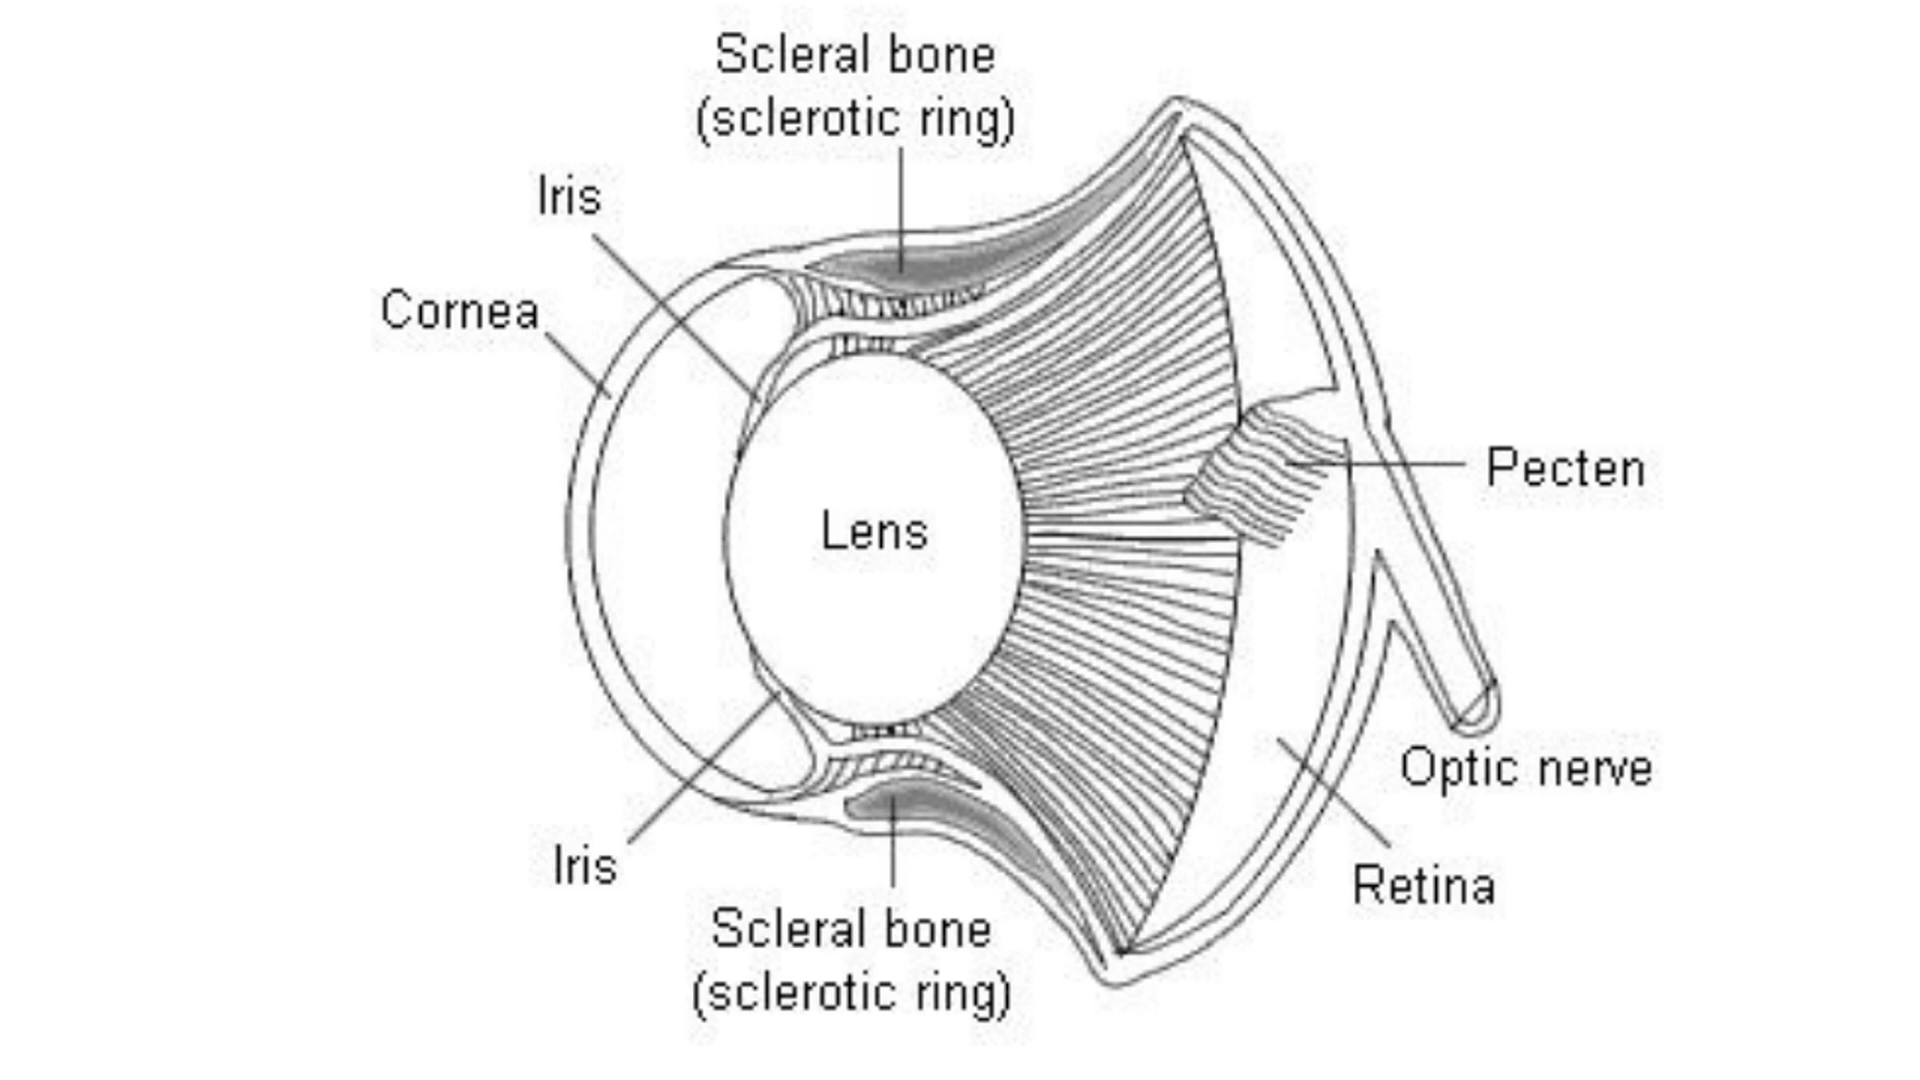 Scleral bone
(sclerotic ring)
Iris
Cornea
Lens
Pecten
Optic nerve
Retina
Iris
Scleral bone
(sclerotic ring)